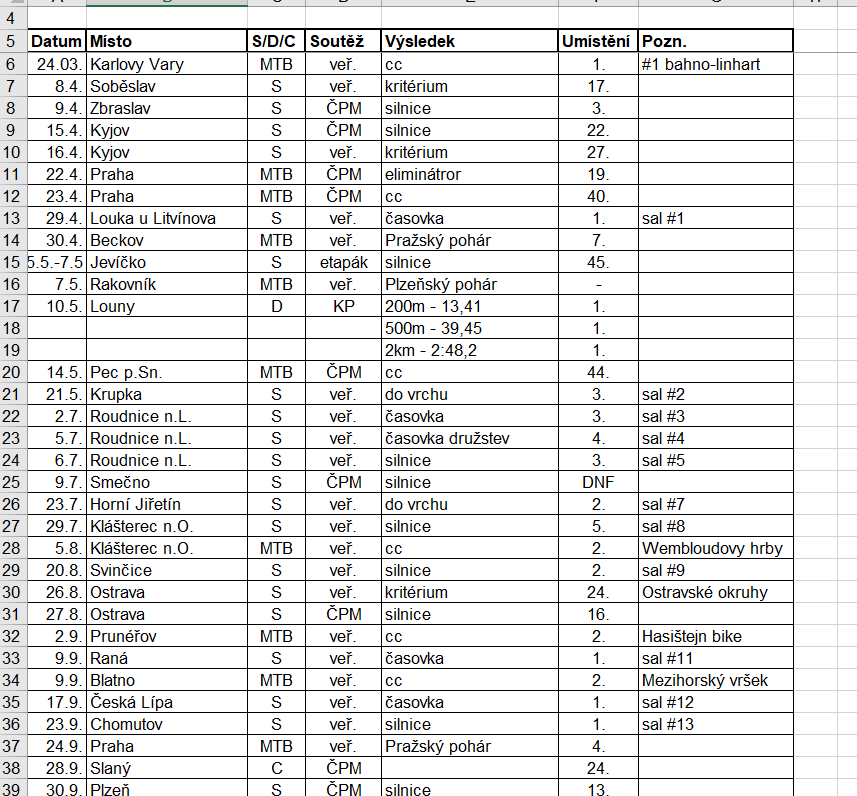 4
5 Datum Místo S/D/C Soutěž Výsledek Umístění Pozn.
6 24.03. Karlovy Vary MTB veř. cc 1. #1 bahno-linhart
7 8.4. Soběslav S veř. kritérium 17.
8 9.4. Zbraslav S ČPM silnice 3.
9 15.4. Kyjov S ČPM silnice 22.
10 16.4. Kyjov S veř. kritérium 27.
11 22.4. Praha MTB ČPM eliminátror 19.
12 23.4. Praha MTB ČPM cc 40.
13 29.4. Louka u Litvínova S veř. časovka 1. sal #1
14 30.4. Beckov MTB veř. Pražský pohár 7.
15 5.5.-7.5 Jevíčko S etapák silnice 45.
16 7.5. Rakovník MTB veř. Plzeňský pohár -
17 10.5. Louny D KP 200m - 13,41 1.
18 500m - 39,45 1.
19 2km - 2:48,2 1.
20 14.5. Pec p.Sn. MTB ČPM cc 44.
21 21.5. Krupka S veř. do vrchu 3. sal #2
22 2.7. Roudnice n.L. S veř. časovka 3. sal #3
23 5.7. Roudnice n.L. S veř. časovka družstev 4. sal #4
24 6.7. Roudnice n.L. S veř. silnice 3. sal #5
25 9.7. Smečno S ČPM silnice DNF
26 23.7. Horní Jiřetín S veř. do vrchu 2. sal #7
27 29.7. Klášterec n.O. S veř. silnice 5. sal #8
28 5.8. Klášterec n.O. MTB veř. cc 2. Wembloudovy hrby
29 20.8. Svinčice S veř. silnice 2. sal #9
30 26.8. Ostrava S veř. kritérium 24. Ostravské okruhy
31 27.8. Ostrava S ČPM silnice 16.
32 2.9. Prunéřov MTB veř. cc 2. Hasištejn bike
33 9.9. Raná S veř. časovka 1. sal #11
34 9.9. Blatno MTB veř. cc 2. Mezihorský vršek
35 17.9. Česká Lípa S veř. časovka 1. sal #12
36 23.9. Chomutov S veř. silnice 1. sal #13
37 24.9. Praha MTB veř. Pražský pohár 4.
38 28.9. Slaný C ČPM 24.
39 30.9. Plzeň S ČPM silnice 13.